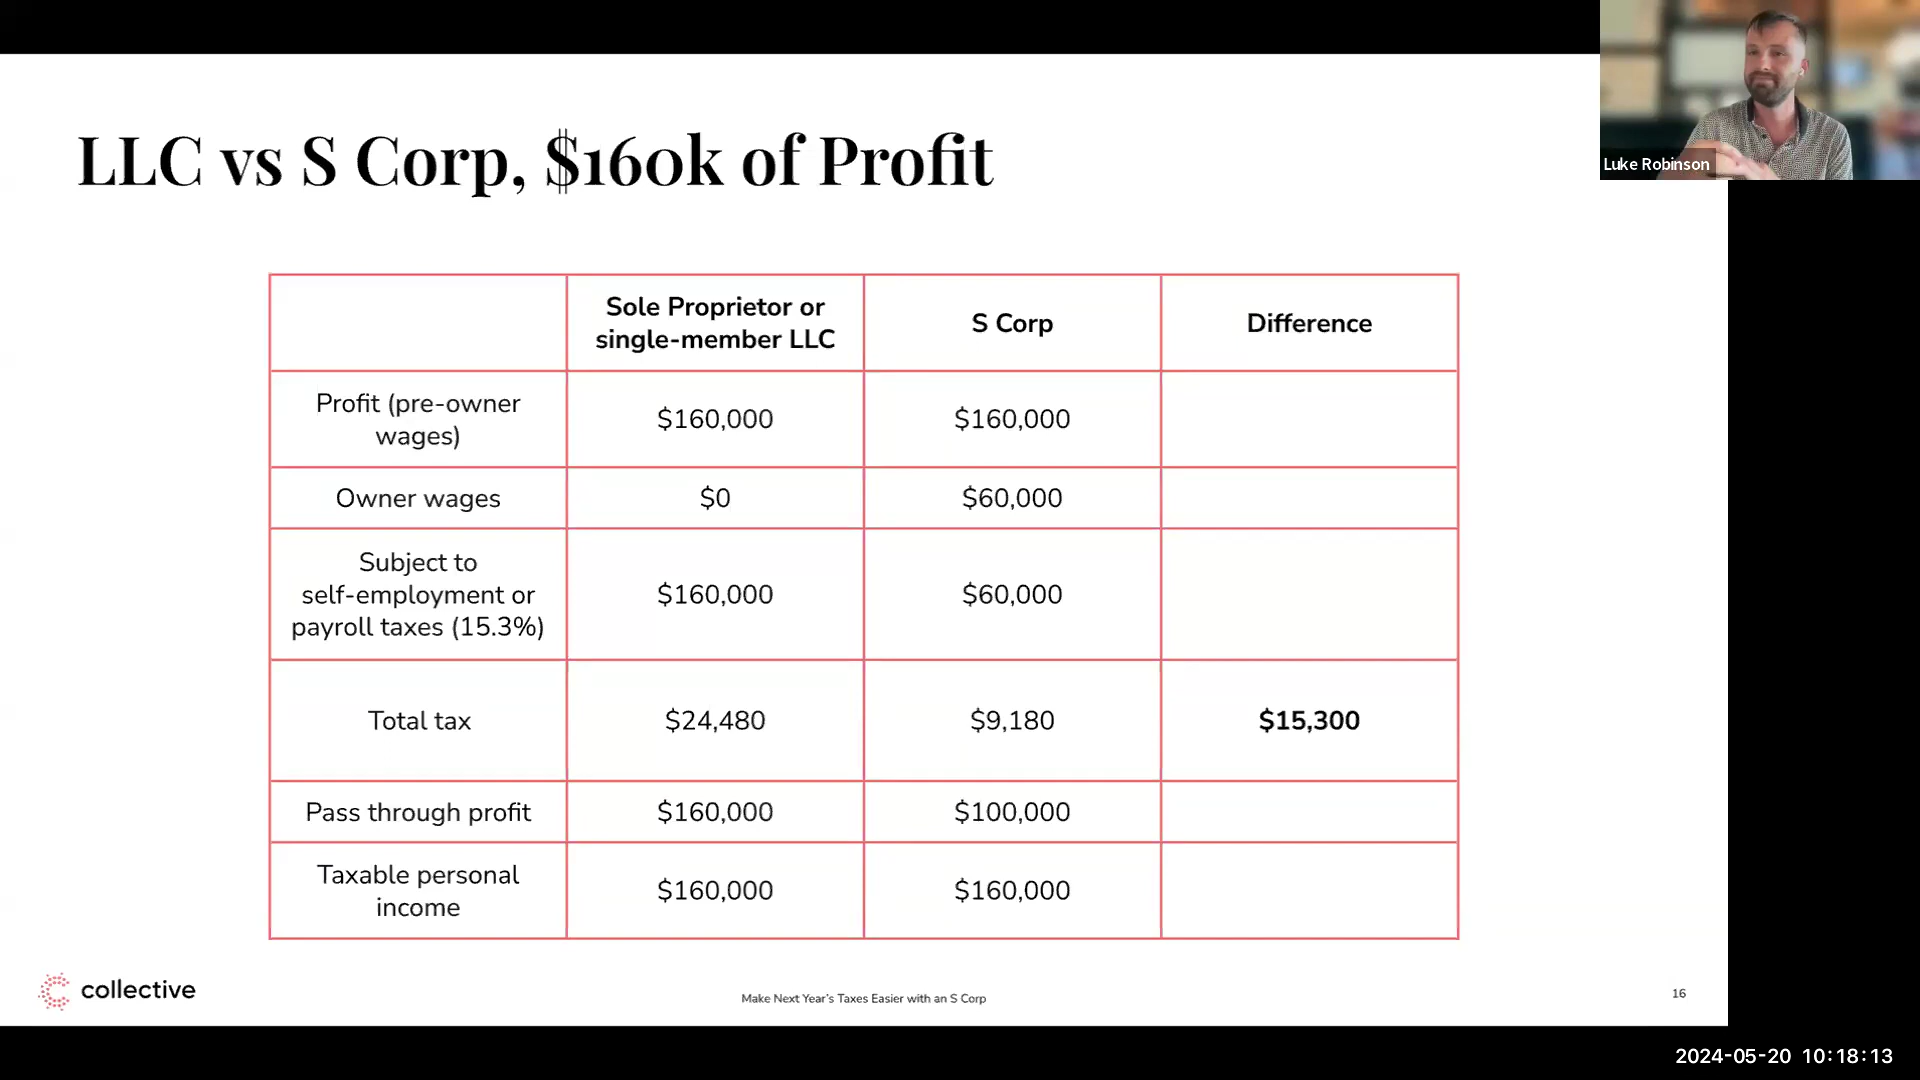 Luke Robinson
LLC vs S Corp, $160k of Profit
Sole Proprietor or
single-member LLC
S Corp
Difference
Profit (pre-owner
wages)
$160,000
$160,000
Owner wages
$0
$60,000
Subject to
self-employment or
payroll taxes (15.3%)
$160,000
$60,000
Total tax
$24,480
$9,180
$15,300
Pass through profit
$160,000
$100,000
Taxable personal
income
$160,000
$160,000
collective
Make Next Year's Taxes Easier with an S Corp
16
2024-05-20 10:18:13